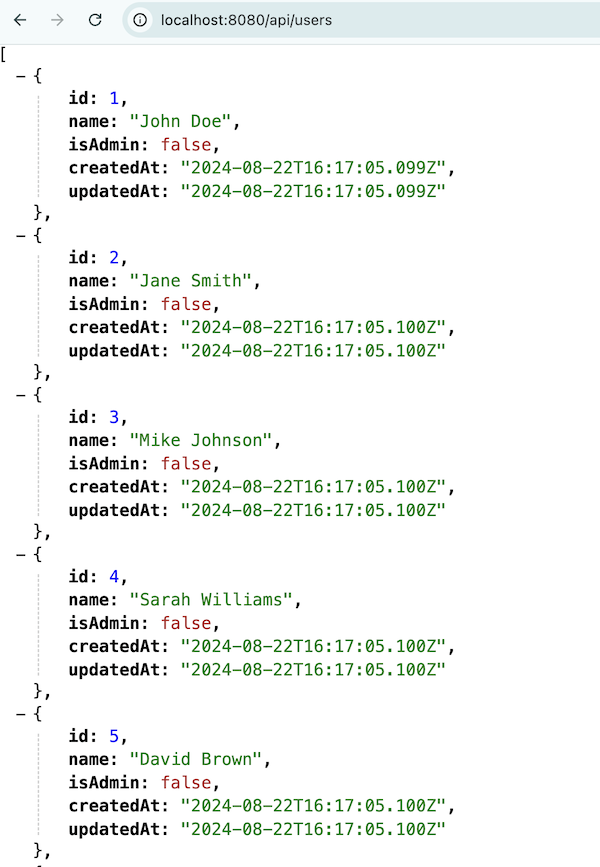 localhost:8080/api/users
[
– {
id: 1,
name: "John Doe",
isAdmin: false,
createdAt: "2024-08-22T16:17:05.099Z",
updatedAt: "2024-08-22T16:17:05.099Z"
},
– {
id: 2,
name: "Jane Smith",
isAdmin: false,
createdAt: "2024-08-22T16:17:05.100Z",
updatedAt: "2024-08-22T16:17:05.100Z"
},
– {
id: 3,
name: "Mike Johnson",
isAdmin: false,
createdAt: "2024-08-22T16:17:05.100Z",
updatedAt: "2024-08-22T16:17:05.100Z"
},
– {
id: 4,
name: "Sarah Williams",
isAdmin: false,
createdAt: "2024-08-22T16:17:05.100Z",
updatedAt: "2024-08-22T16:17:05.100Z"
},
– {
id: 5,
name: "David Brown",
isAdmin: false,
createdAt: "2024-08-22T16:17:05.100Z",
updatedAt: "2024-08-22T16:17:05.100Z"
},